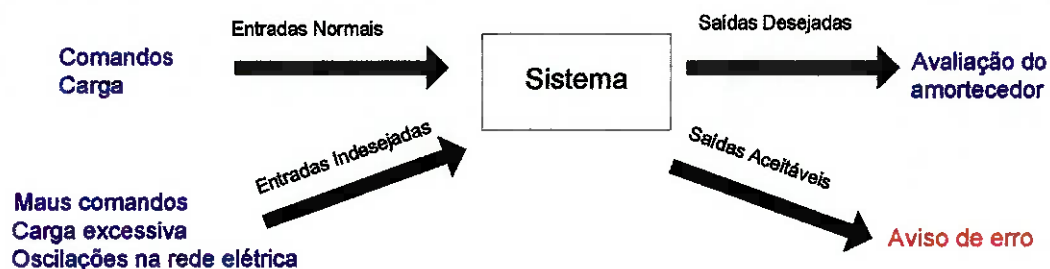 Entradas Normais
Saídas Desejadas
Comandos
Carga
Sistema
Avaliação do
amortecedor
Entradas Indesejadas
Saídas Aceitáveis
Maus comandos
Carga excessiva
Oscilações na rede elétrica
Aviso de erro